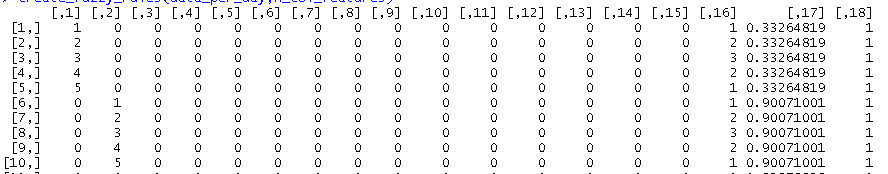 [,1] [,2] [,3] [,4] [,5] [,6] [,7] [,8] [,9] [,10] [,11] [,12] [,13] [,14] [,15] [,16] [,17] [,18]
[1,] 1 0 0 0 0 0 0 0 0 0 0 0 0 0 0 1 0.33264819 1
[2,] 2 0 0 0 0 0 0 0 0 0 0 0 0 0 0 2 0.33264819 1
[3,] 3 0 0 0 0 0 0 0 0 0 0 0 0 0 0 3 0.33264819 1
[4,] 4 0 0 0 0 0 0 0 0 0 0 0 0 0 0 2 0.33264819 1
[5,] 5 0 0 0 0 0 0 0 0 0 0 0 0 0 0 1 0.33264819 1
[6,] 0 1 0 0 0 0 0 0 0 0 0 0 0 0 0 1 0.90071001 1
[7,] 0 2 0 0 0 0 0 0 0 0 0 0 0 0 0 2 0.90071001 1
[8,] 0 3 0 0 0 0 0 0 0 0 0 0 0 0 0 3 0.90071001 1
[9,] 0 4 0 0 0 0 0 0 0 0 0 0 0 0 0 2 0.90071001 1
[10,] 0 5 0 0 0 0 0 0 0 0 0 0 0 0 0 1 0.90071001 1